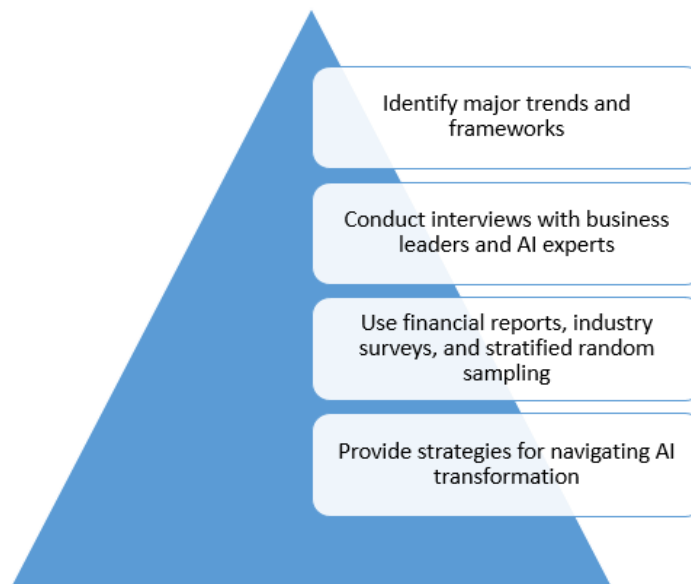 Identify major trends and
frameworks
Conduct interviews with business
leaders and AI experts
Use financial reports, industry
surveys, and stratified random
sampling
Provide strategies for navigating AI
transformation